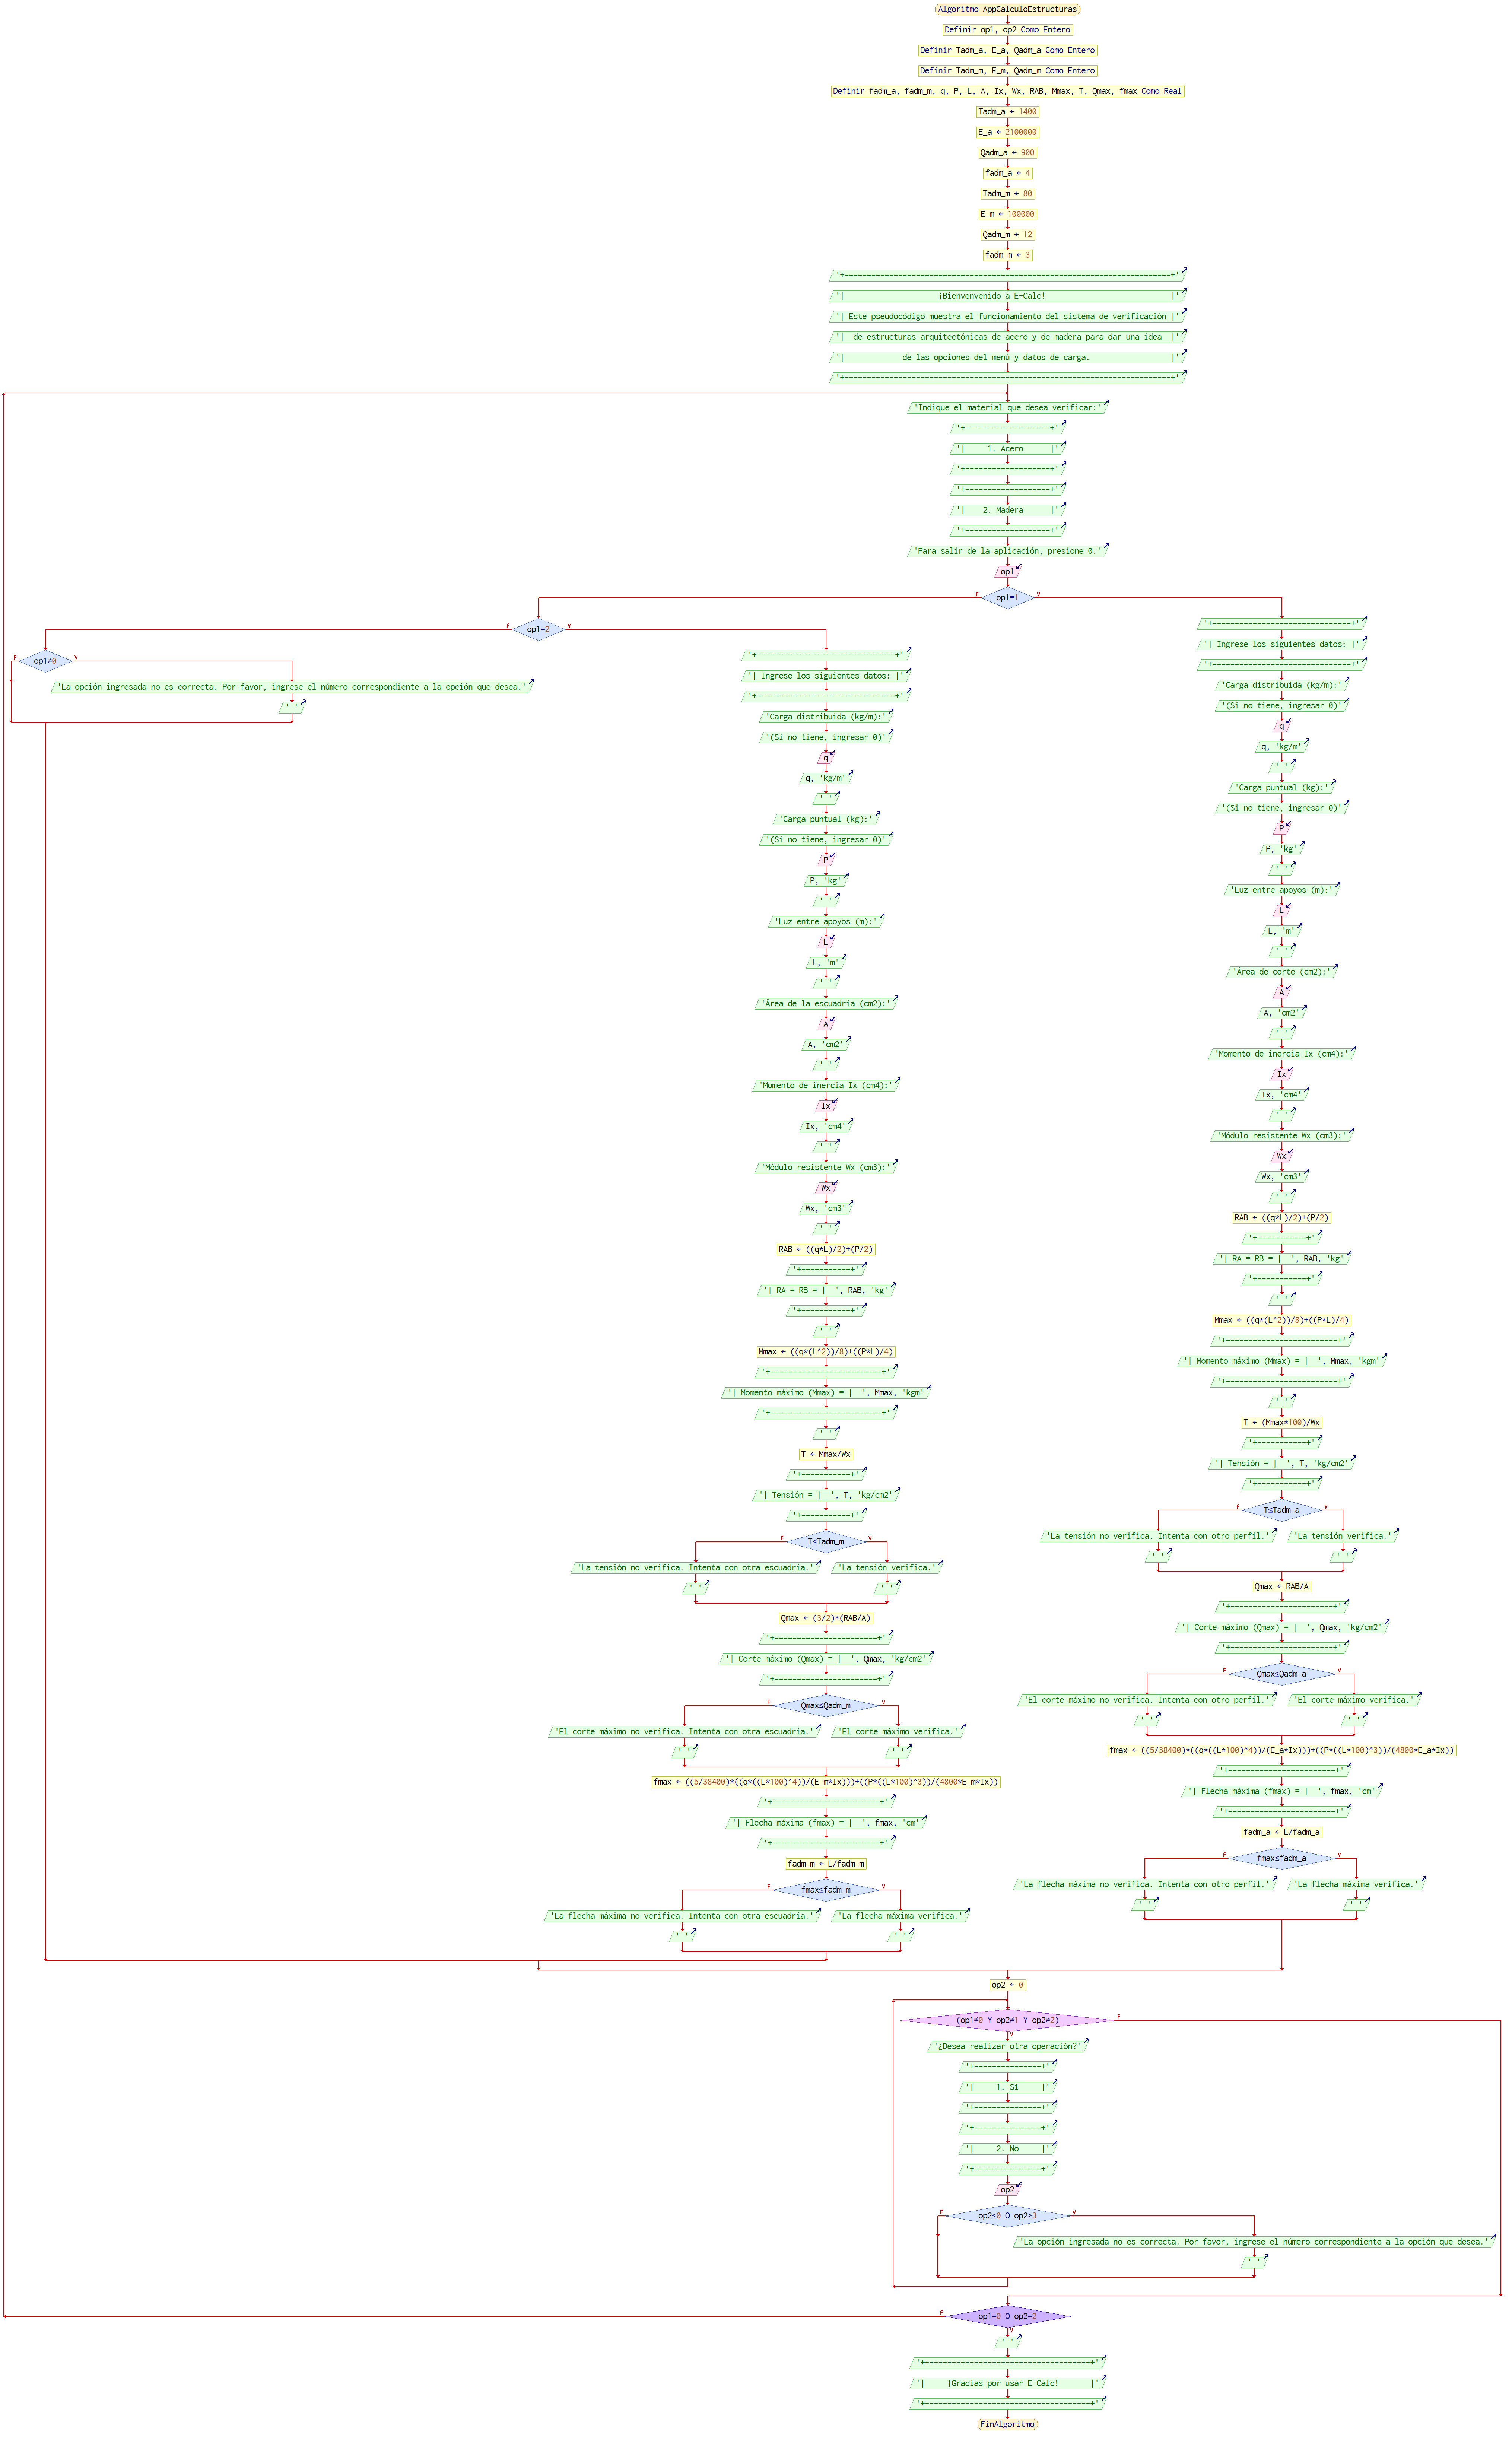 Algoritmo AppCalculoEstructuras
Definir op1, op2 Como Entero
Definir Tadm_a, E_a, Qadm_a Como Entero
Definir Tadm_m, E_m, Qadm_m Como Entero
Definir fadm_a, fadm_m, q, P, L, A, Ix, Wx, RAB, Mmax, T, Qmax, fmax Como Real
Tadm_a ← 1400
E_a ← 2100000
Qadm_a ← 900
fadm_a ← 4
Tadm_m ← 80
E_m ← 100000
Qadm_m ← 12
fadm_m ← 3
'+-------------------------------------------------------------------------+'
'|                     ¡Bienvenvenido a E-Calc!                            |'
'| Este pseudocódigo muestra el funcionamiento del sistema de verificación |'
'|  de estructuras arquitectónicas de acero y de madera para dar una idea  |'
'|             de las opciones del menú y datos de carga.                  |'
'+-------------------------------------------------------------------------+'
'Indique el material que desea verificar:'
'+-------------------+'
'|     1. Acero      |'
'+-------------------+'
'+-------------------+'
'|    2. Madera      |'
'+-------------------+'
'Para salir de la aplicación, presione 0.'
op1
F op1=1 V
F op1=2 V
F op1≠0 V
'La opción ingresada no es correcta. Por favor, ingrese el número correspondiente a la opción que desea.'
' '
'+-------------------------------+'
'| Ingrese los siguientes datos: |'
'+-------------------------------+'
'Carga distribuida (kg/m):'
'(Si no tiene, ingresar 0)'
q
q, 'kg/m'
' '
'Carga puntual (kg):'
'(Si no tiene, ingresar 0)'
P
P, 'kg'
' '
'Luz entre apoyos (m):'
L
L, 'm'
' '
'Área de la escuadría (cm2):'
A
A, 'cm2'
' '
'Momento de inercia Ix (cm4):'
Ix
Ix, 'cm4'
' '
'Módulo resistente Wx (cm3):'
Wx
Wx, 'cm3'
' '
RAB ← ((q*L)/2)+(P/2)
'+-----------+'
'| RA = RB = |  ', RAB, 'kg'
'+-----------+'
' '
Mmax ← ((q*(L^2))/8)+((P*L)/4)
'+-------------------------+'
'| Momento máximo (Mmax) = |  ', Mmax, 'kgm'
'+-------------------------+'
' '
T ← Mmax/Wx
'+-----------+'
'| Tensión = |  ', T, 'kg/cm2'
'+-----------+'
F T≤Tadm_m V
'La tensión no verifica. Intenta con otra escuadría.' 'La tensión verifica.'
' ' ' '
Qmax ← (3/2)*(RAB/A)
'+-----------------------+'
'| Corte máximo (Qmax) = |  ', Qmax, 'kg/cm2'
'+-----------------------+'
F Qmax≤Qadm_m V
'El corte máximo no verifica. Intenta con otra escuadría.' 'El corte máximo verifica.'
' ' ' '
fmax ← ((5/38400)*((q*((L*100)^4))/(E_m*Ix)))+((P*((L*100)^3))/(4800*E_m*Ix))
'+------------------------+'
'| Flecha máxima (fmax) = |  ', fmax, 'cm'
'+------------------------+'
fadm_m ← L/fadm_m
F fmax≤fadm_m V
'La flecha máxima no verifica. Intenta con otra escuadría.' 'La flecha máxima verifica.'
' ' ' '
'+-------------------------------+'
'| Ingrese los siguientes datos: |'
'+-------------------------------+'
'Carga distribuida (kg/m):'
'(Si no tiene, ingresar 0)'
q
q, 'kg/m'
' '
'Carga puntual (kg):'
'(Si no tiene, ingresar 0)'
P
P, 'kg'
' '
'Luz entre apoyos (m):'
L
L, 'm'
' '
'Área de corte (cm2):'
A
A, 'cm2'
' '
'Momento de inercia Ix (cm4):'
Ix
Ix, 'cm4'
' '
'Módulo resistente Wx (cm3):'
Wx
Wx, 'cm3'
' '
RAB ← ((q*L)/2)+(P/2)
'+-----------+'
'| RA = RB = |  ', RAB, 'kg'
'+-----------+'
' '
Mmax ← ((q*(L^2))/8)+((P*L)/4)
'+-------------------------+'
'| Momento máximo (Mmax) = |  ', Mmax, 'kgm'
'+-------------------------+'
' '
T ← (Mmax*100)/Wx
'+-----------+'
'| Tensión = |  ', T, 'kg/cm2'
'+-----------+'
F T≤Tadm_a V
'La tensión no verifica. Intenta con otro perfil.' 'La tensión verifica.'
' ' ' '
Qmax ← RAB/A
'+-----------------------+'
'| Corte máximo (Qmax) = |  ', Qmax, 'kg/cm2'
'+-----------------------+'
F Qmax≤Qadm_a V
'El corte máximo no verifica. Intenta con otro perfil.' 'El corte máximo verifica.'
' ' ' '
fmax ← ((5/38400)*((q*((L*100)^4))/(E_a*Ix)))+((P*((L*100)^3))/(4800*E_a*Ix))
'+------------------------+'
'| Flecha máxima (fmax) = |  ', fmax, 'cm'
'+------------------------+'
fadm_a ← L/fadm_a
F fmax≤fadm_a V
'La flecha máxima no verifica. Intenta con otro perfil.' 'La flecha máxima verifica.'
' ' ' '
op2 ← 0
(op1≠0 Y op2≠1 Y op2≠2) F
V
'¿Desea realizar otra operación?'
'+---------------+'
'|     1. Sí     |'
'+---------------+'
'+---------------+'
'|     2. No     |'
'+---------------+'
op2
F op2≤0 O op2≥3 V
'La opción ingresada no es correcta. Por favor, ingrese el número correspondiente a la opción que desea.'
' '
F op1=0 O op2=2
V
' '
'+-------------------------------------+'
'|     ¡Gracias por usar E-Calc!       |'
'+-------------------------------------+'
FinAlgoritmo